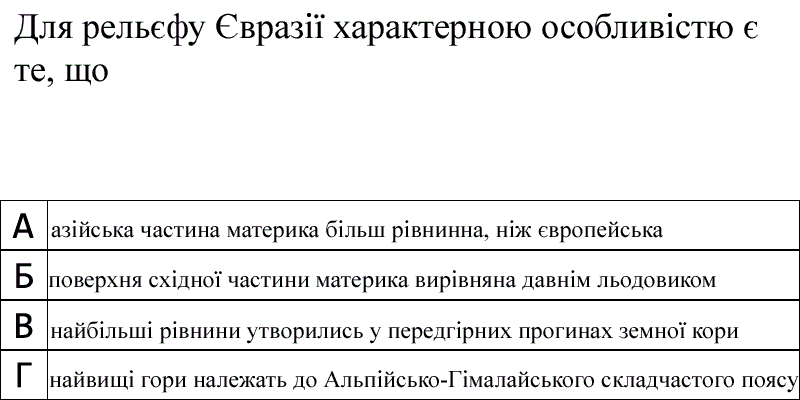 Для рельєфу Євразії характерною особливістю є
те, що
А азійська частина материка більш рівнинна, ніж європейська
Б поверхня східної частини материка вирівняна давнім льодовиком
В найбільші рівнини утворились у передгірних прогинах земної кори
Г найвищі гори належать до Альпійсько-Гімалайського складчастого поясу